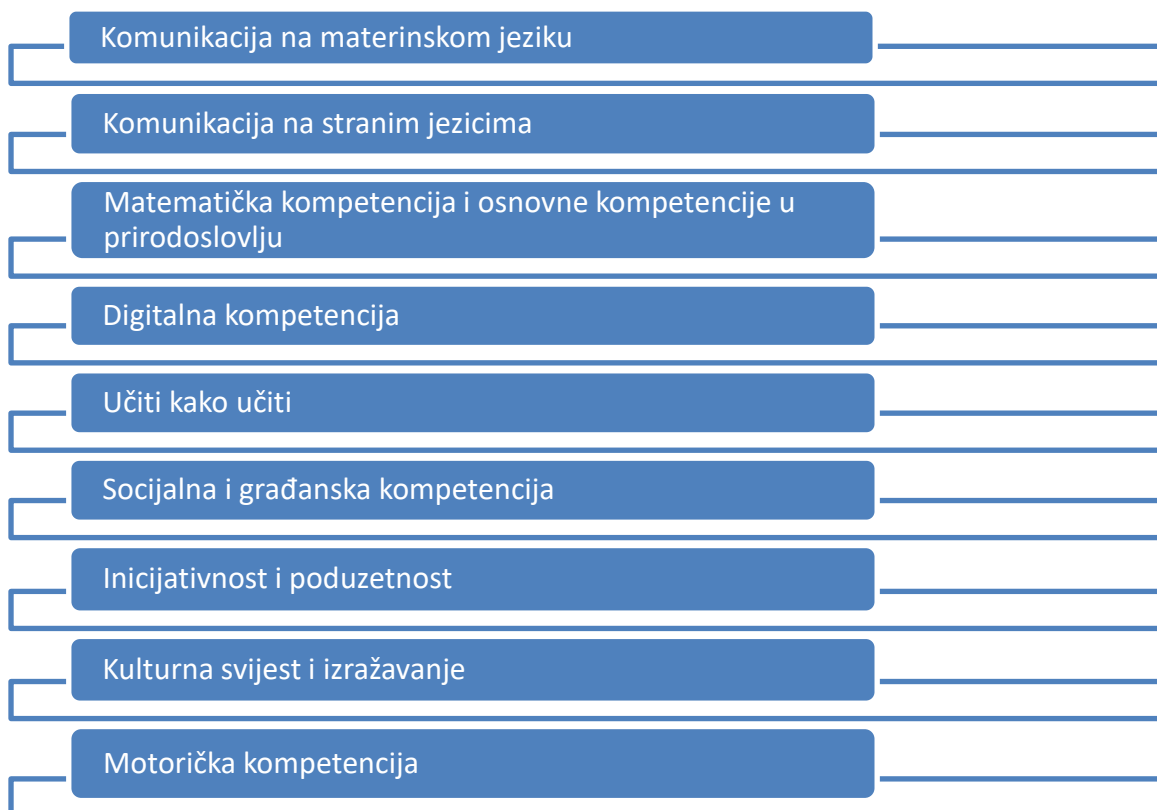 Komunikacija na materinskom jeziku
Komunikacija na stranim jezicima
Matematička kompetencija i osnovne kompetencije u
prirodoslovlju
Digitalna kompetencija
Učiti kako učiti
Socijalna i građanska kompetencija
Inicijativnost i poduzetnost
Kulturna svijest i izražavanje
Motorička kompetencija